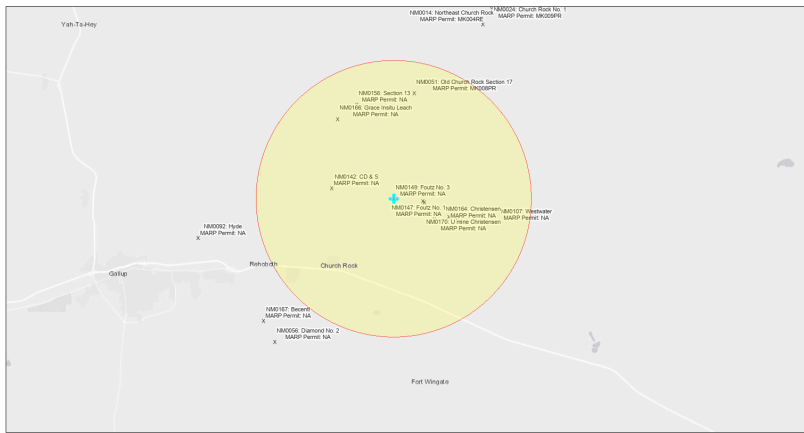 NM0014: Northeast Church Rock
MARP Permit: MK004RE
NM0024: Church Rock No. 1
MARP Permit: MK009PR
Yah-Ta-Hey
NM0051: Old Church Rock Section 17
MARP Permit: MK008PR
NM0156: Section 13
MARP Permit: NA
NM0166: Grace Insitu Leach
MARP Permit: NA
NM0142: CD & S
MARP Permit: NA
NM0149: Foutz No. 3
MARP Permit: NA
NM0147: Foutz No. 1
MARP Permit: NA
NM0164: Christensen
MARP Permit: NA
NM0107: Westwater
MARP Permit: NA
NM0170: U mine Christensen
MARP Permit: NA
NM0092: Hyde
MARP Permit: NA
Rehoboth
Church Rock
Gallup
NM0167: Becenti
MARP Permit: NA
NM0056: Diamond No. 2
MARP Permit: NA
Fort Wingate